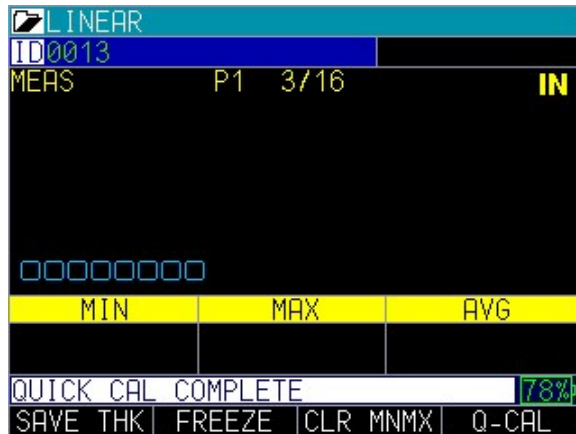 LINEAR
ID0013
MEAS P1 3/16 IN
MIN MAX AVG
QUICK CAL COMPLETE 78%
SAVE THK FREEZE CLR MNMX Q-CAL